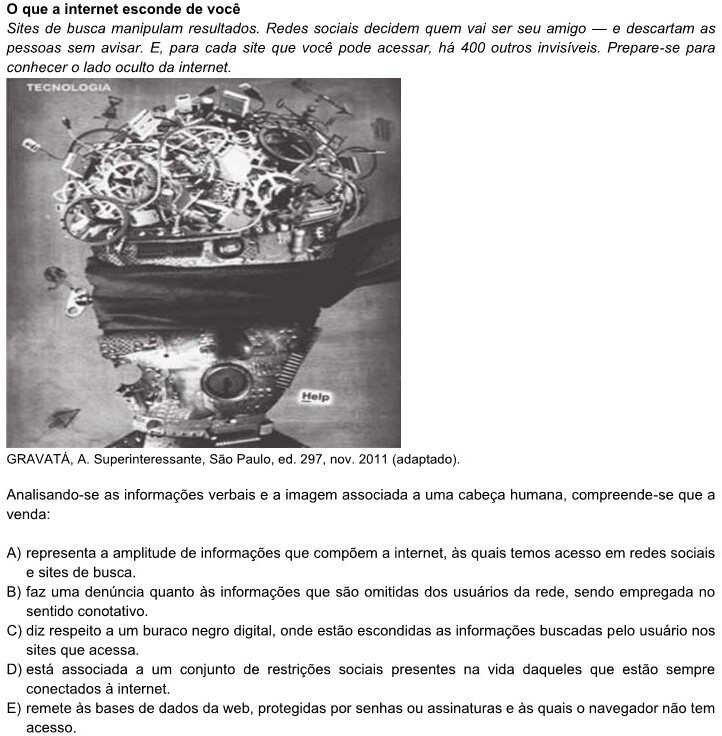 O que a internet esconde de você
Sites de busca manipulam resultados. Redes sociais decidem quem vai ser seu amigo — e descartam as
pessoas sem avisar. E, para cada site que você pode acessar, há 400 outros invisíveis. Prepare-se para
conhecer o lado oculto da internet.
TECNOLOGIA
Help
GRAVATÁ, A. Superinteressante, São Paulo, ed. 297, nov. 2011 (adaptado).
Analisando-se as informações verbais e a imagem associada a uma cabeça humana, compreende-se que a
venda:
A) representa a amplitude de informações que compõem a internet, às quais temos acesso em redes sociais
e sites de busca.
B) faz uma denúncia quanto às informações que são omitidas dos usuários da rede, sendo empregada no
sentido conotativo.
C) diz respeito a um buraco negro digital, onde estão escondidas as informações buscadas pelo usuário nos
sites que acessa.
D) está associada a um conjunto de restrições sociais presentes na vida daqueles que estão sempre
conectados à internet.
E) remete às bases de dados da web, protegidas por senhas ou assinaturas e às quais o navegador não tem
acesso.